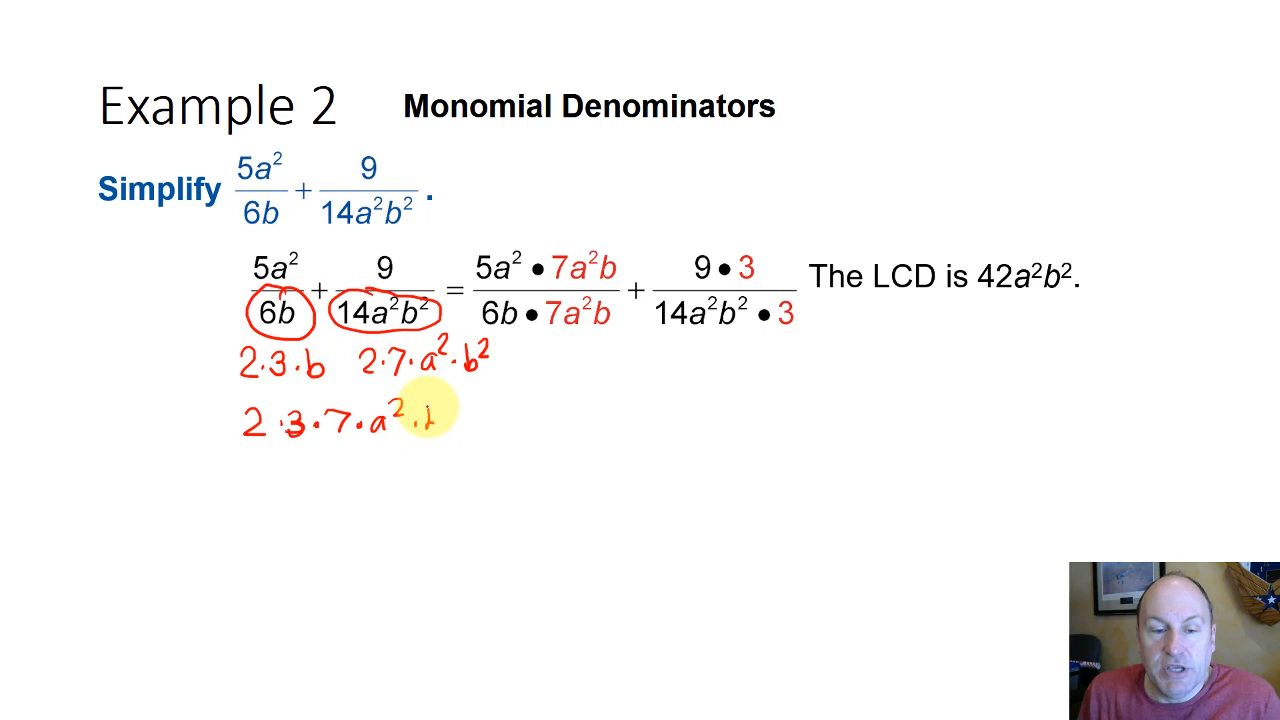 Example 2 Monomial Denominators
Simplify 5a²/6b + 9/14a²b² .
5a²/6b + 9/14a²b² = 5a² • 7a²b/6b • 7a²b + 9 • 3/14a²b² • 3 The LCD is 42a²b².
2·3·b 2·7·a²·b²
2·3·7·a²·